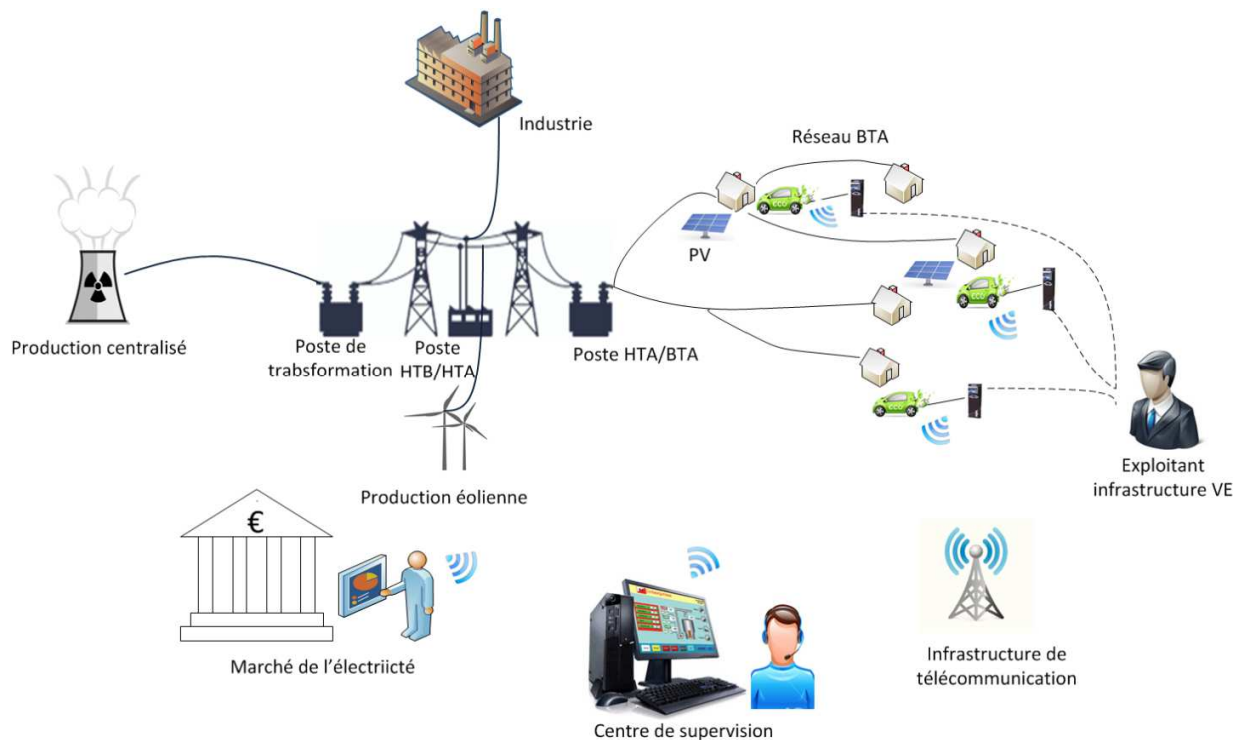 Industrie
Réseau BTA
PV
Production centralisé
Poste de
trabsformation
Poste
HTB/HTA
Poste HTA/BTA
Production éolienne
Exploitant
infrastructure VE
€
Marché de l'électriicté
Centre de supervision
Infrastructure de
télécommunication